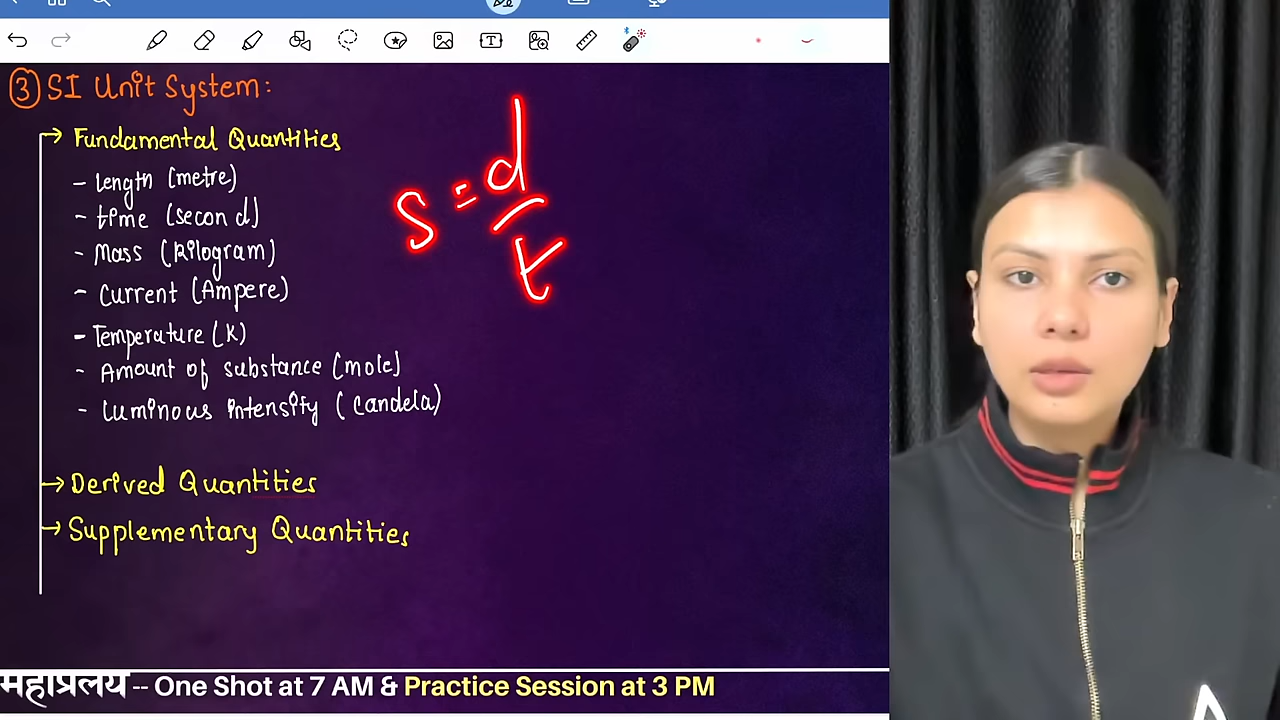 ③ SI Unit System:
→ Fundamental Quantities
- Length (metre)
- time (second)
- Mass (Kilogram)
- Current (Ampere)
- Temperature (K)
- Amount of substance (mole)
- Luminous intensity (Candela)
s = d/t
→ Derived Quantities
→ Supplementary Quantities
महाप्रलय -- One Shot at 7 AM & Practice Session at 3 PM